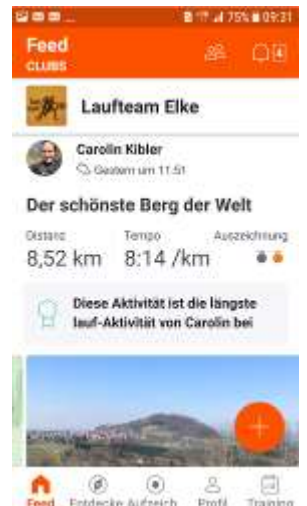 75% 09:31
Feed
CLUBS
4
Laufteam Elke
Carolin Kibler
Gestern um 11:51
Der schönste Berg der Welt
Distanz Tempo Auszeichnung
8,52 km 8:14 /km
Diese Aktivität ist die längste
lauf-Aktivität von Carolin bei
Feed Entdecke Aufzeich Profil Training